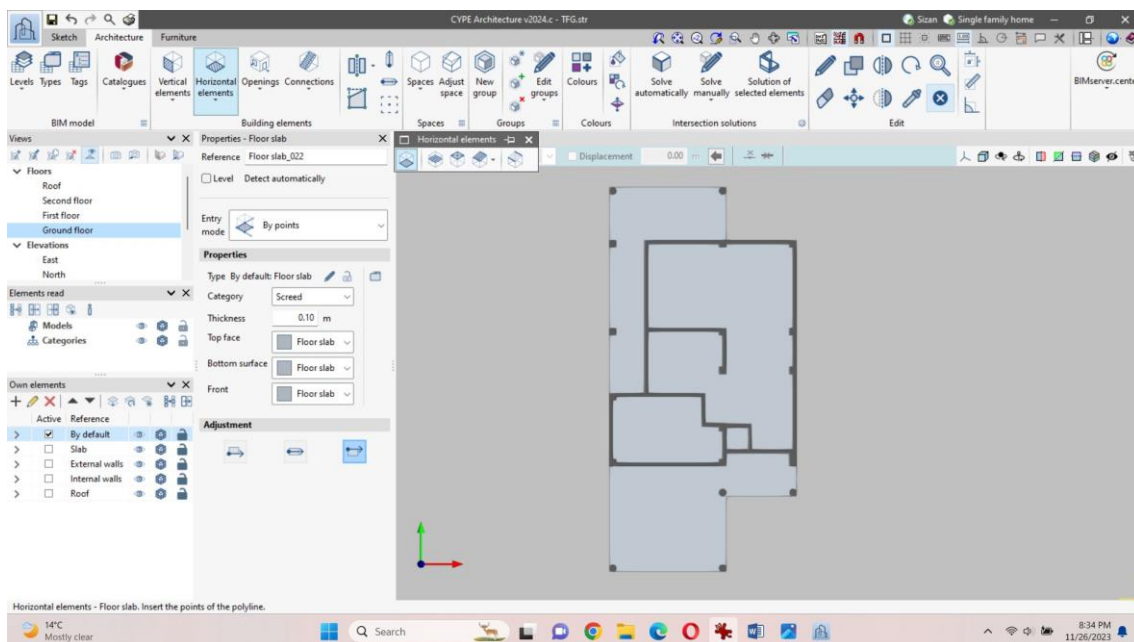 CYPE Architecture v2024.c - TFG.str
Sizan
Single family home
Sketch
Architecture
Furniture
Levels
Types
Tags
Catalogues
Vertical elements
Horizontal elements
Openings
Connections
Spaces
Adjust space
New group
Edit groups
Colours
Solve automatically
Solve manually
Solution of selected elements
BIMserver.cente
BIM model
Building elements
Spaces
Groups
Colours
Intersection solutions
Edit
Views
Floors
Roof
Second floor
First floor
Ground floor
Elevations
East
North
Elements read
Models
Categories
Own elements
Active Reference
By default
Slab
External walls
Internal walls
Roof
Properties - Floor slab
Reference Floor slab_022
Level Detect automatically
Entry mode By points
Properties
Type By default: Floor slab
Category Screed
Thickness 0.10 m
Top face Floor slab
Bottom surface Floor slab
Front Floor slab
Adjustment
Horizontal elements
Displacement 0.00 m
Horizontal elements - Floor slab. Insert the points of the polyline.
14°C
Mostly clear
Search
8:34 PM
11/26/2023